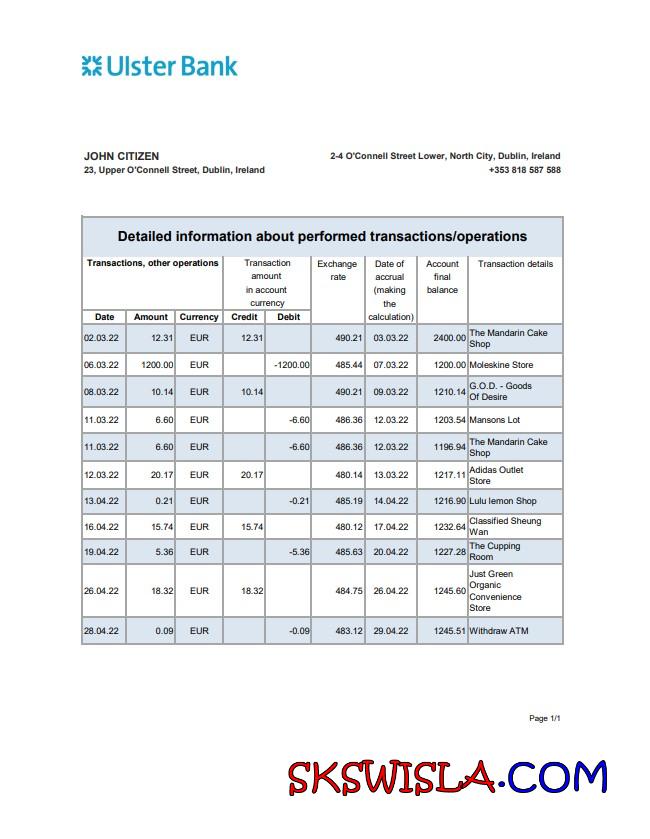 Ulster Bank
JOHN CITIZEN
23, Upper O'Connell Street, Dublin, Ireland
2-4 O'Connell Street Lower, North City, Dublin, Ireland
+353 818 587 588
Detailed information about performed transactions/operations
Transactions, other operations
Transaction
amount
in account
currency
Exchange
rate
Date of
accrual
(making
the
calculation)
Account
final
balance
Transaction details
Date Amount Currency Credit Debit
02.03.22 12.31 EUR 12.31 490.21 03.03.22 2400.00 The Mandarin Cake
Shop
06.03.22 1200.00 EUR -1200.00 485.44 07.03.22 1200.00 Moleskine Store
08.03.22 10.14 EUR 10.14 490.21 09.03.22 1210.14 G.O.D. - Goods
Of Desire
11.03.22 6.60 EUR -6.60 486.36 12.03.22 1203.54 Mansons Lot
11.03.22 6.60 EUR -6.60 486.36 12.03.22 1196.94 The Mandarin Cake
Shop
12.03.22 20.17 EUR 20.17 480.14 13.03.22 1217.11 Adidas Outlet
Store
13.04.22 0.21 EUR -0.21 485.19 14.04.22 1216.90 Lulu lemon Shop
16.04.22 15.74 EUR 15.74 480.12 17.04.22 1232.64 Classified Sheung
Wan
19.04.22 5.36 EUR -5.36 485.63 20.04.22 1227.28 The Cupping
Room
26.04.22 18.32 EUR 18.32 484.75 26.04.22 1245.60 Just Green
Organic
Convenience
Store
28.04.22 0.09 EUR -0.09 483.12 29.04.22 1245.51 Withdraw ATM
Page 1/1
SKSWISLA.COM